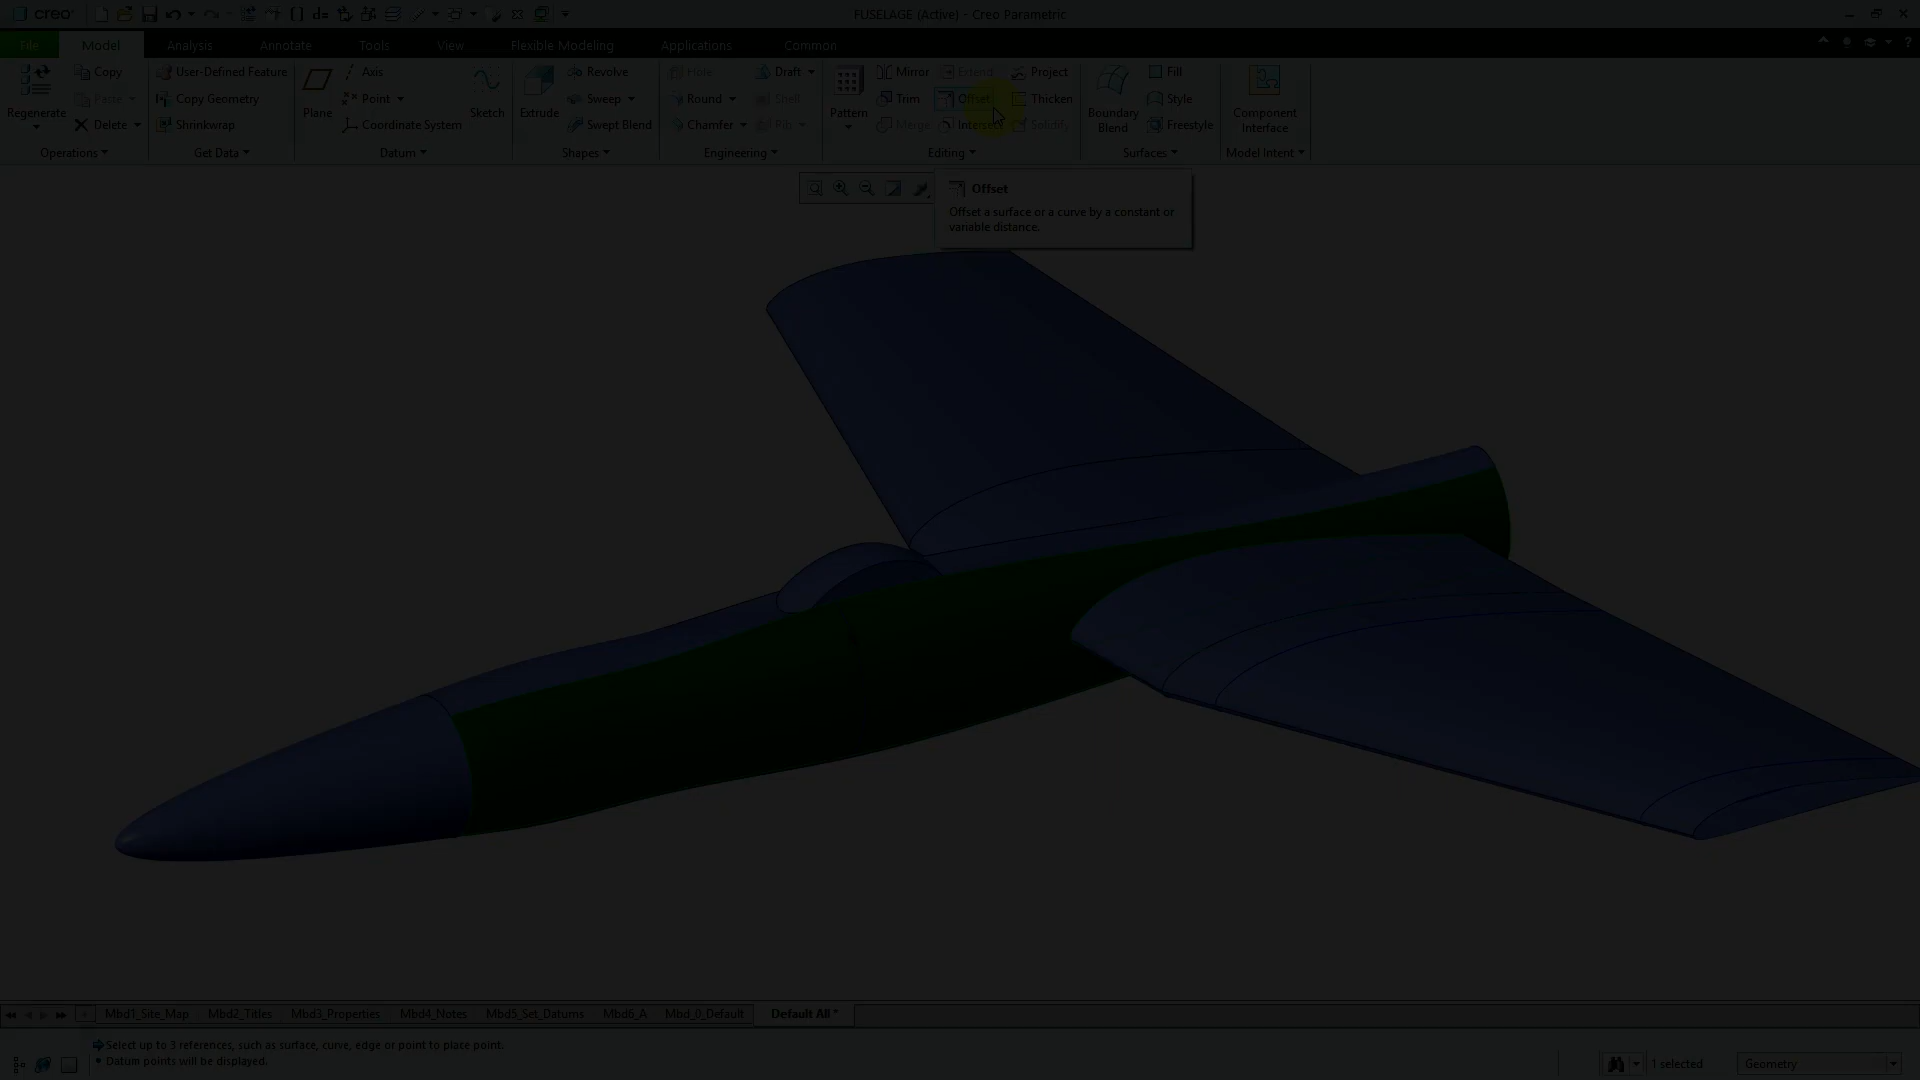 creo
FUSELAGE (Active) - Creo Parametric
File
Model
Analysis
Annotate
Tools
View
Flexible Modeling
Applications
Common
Regenerate
Copy
Paste
Delete
Operations
User-Defined Feature
Copy Geometry
Shrinkwrap
Get Data
Plane
Axis
Point
Coordinate System
Sketch
Datum
Extrude
Revolve
Sweep
Swept Blend
Shapes
Hole
Round
Chamfer
Draft
Shell
Rib
Engineering
Pattern
Mirror
Trim
Merge
Extend
Offset
Intersect
Project
Thicken
Solidify
Editing
Boundary
Blend
Fill
Style
Freestyle
Surfaces
Component
Interface
Model Intent
Offset
Offset a surface or a curve by a constant or
variable distance.
Mbd1_Site_Map
Mbd2_Titles
Mbd3_Properties
Mbd4_Notes
Mbd5_Set_Datums
Mbd6_A
Mbd_0_Default
Default All *
Select up to 3 references, such as surface, curve, edge or point to place point.
• Datum points will be displayed.
1 selected
Geometry